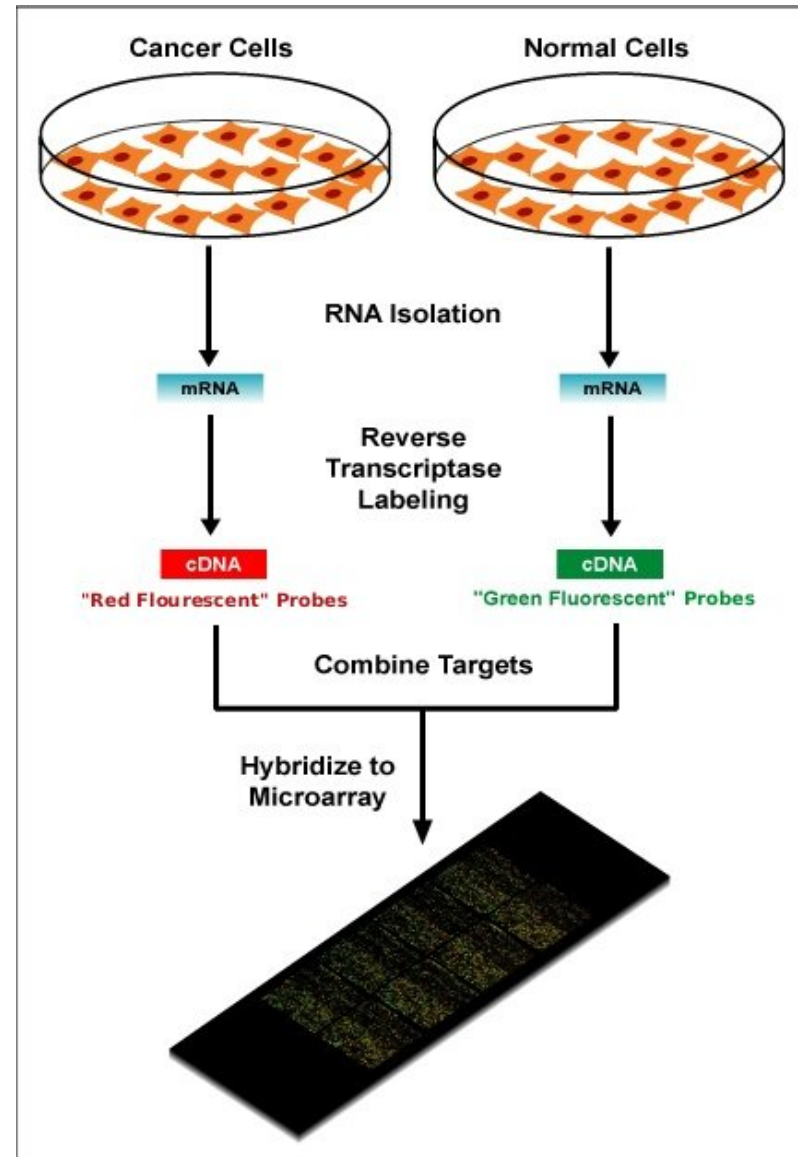 Cancer Cells
Normal Cells
RNA Isolation
mRNA
mRNA
Reverse
Transcriptase
Labeling
cDNA
cDNA
"Red Flourescent" Probes
"Green Fluorescent" Probes
Combine Targets
Hybridize to
Microarray